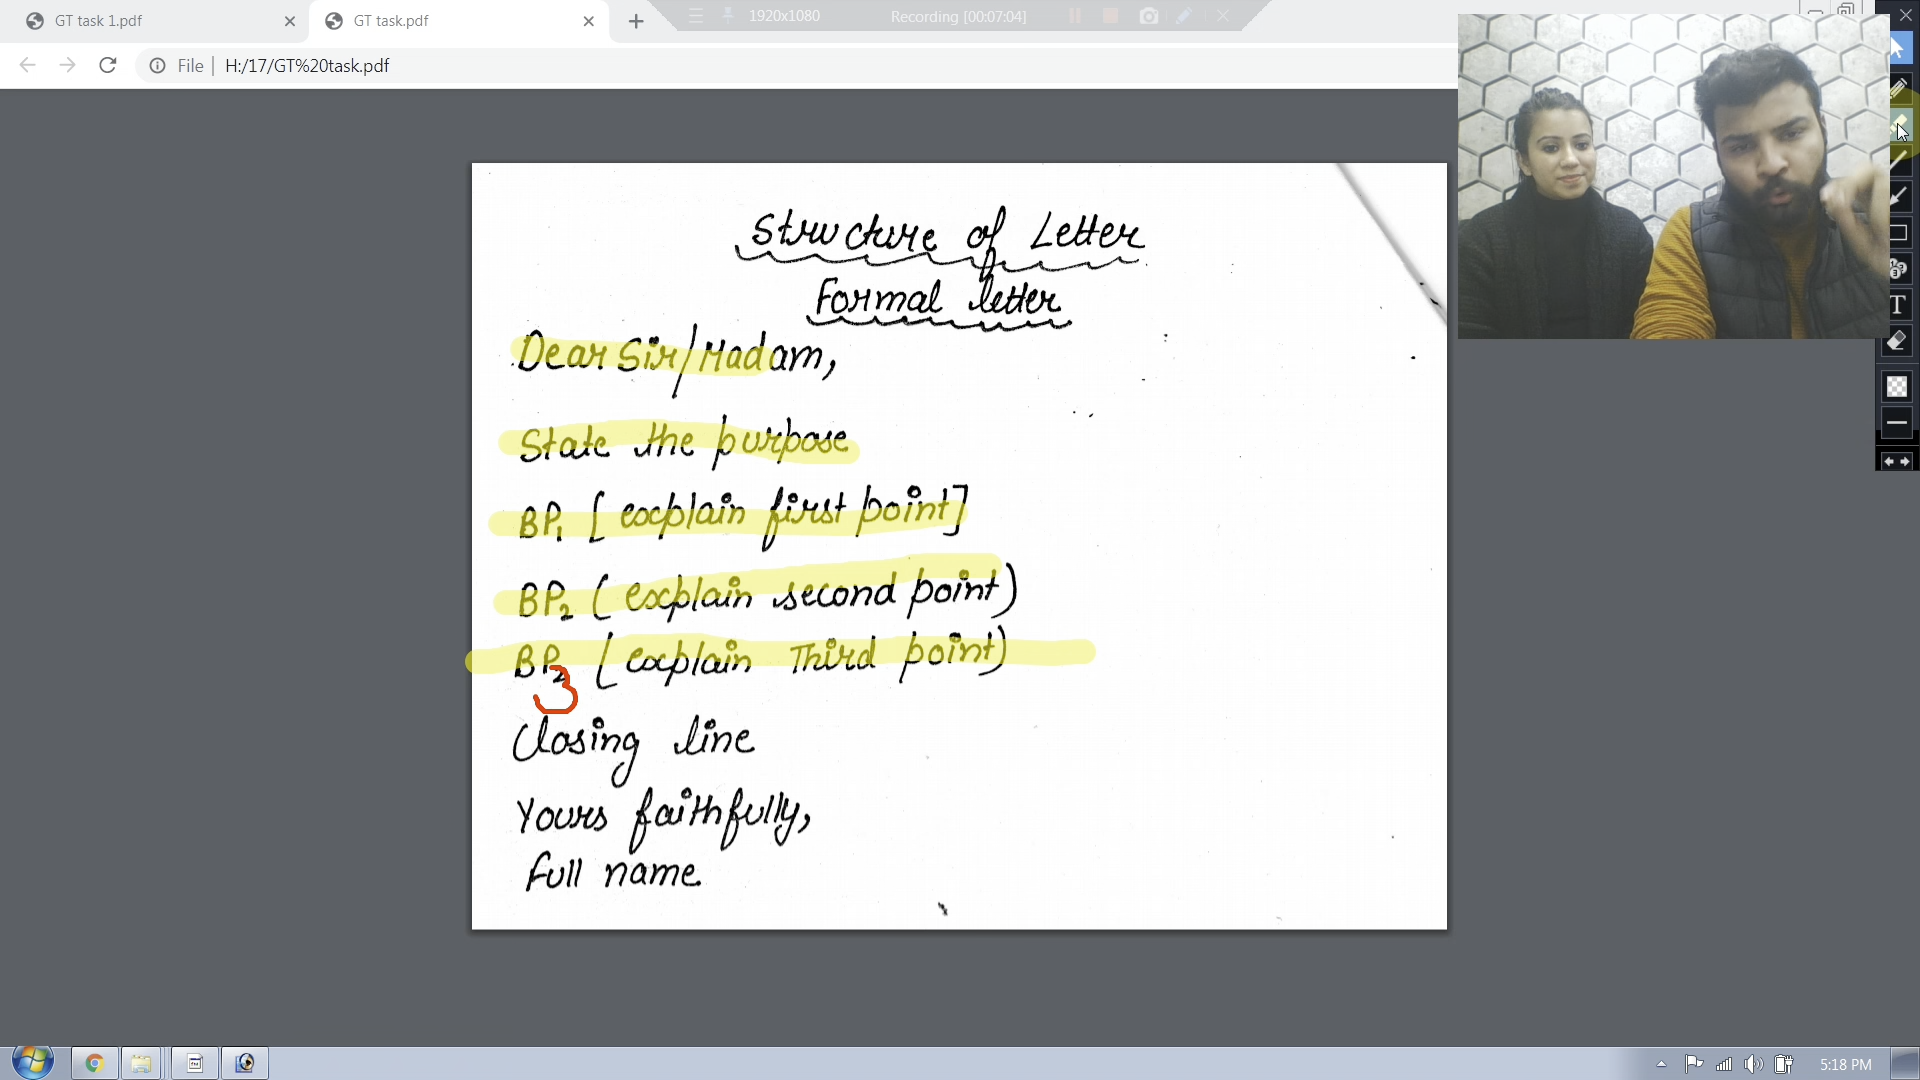 GT task 1.pdf
GT task.pdf
1920x1080
Recording [00:07:04]
File
H:/17/GT%20task.pdf
Structure of Letter
Formal letter
Dear Sir/Madam,
State the purpose
BP1 [explain first point]
BP2 (explain second point)
BP2 (explain Third point)
3
Closing line
Yours faithfully,
Full name.
T
5:18 PM